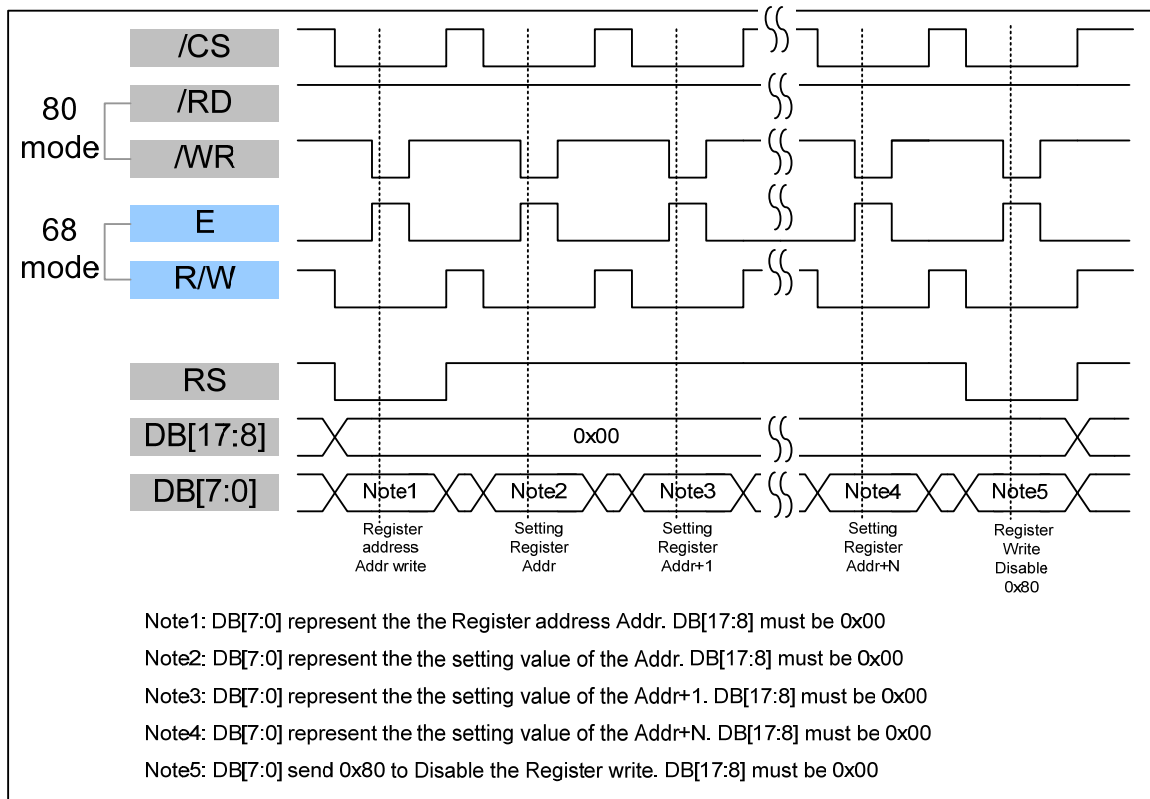 /CS
80
mode
/RD
/WR
68
mode
E
R/W
RS
DB[17:8]
0x00
DB[7:0]
Note1
Note2
Note3
Note4
Note5
Register
address
Addr write
Setting
Register
Addr
Setting
Register
Addr+1
Setting
Register
Addr+N
Register
Write
Disable
0x80
Note1: DB[7:0] represent the the Register address Addr. DB[17:8] must be 0x00
Note2: DB[7:0] represent the the setting value of the Addr. DB[17:8] must be 0x00
Note3: DB[7:0] represent the the setting value of the Addr+1. DB[17:8] must be 0x00
Note4: DB[7:0] represent the the setting value of the Addr+N. DB[17:8] must be 0x00
Note5: DB[7:0] send 0x80 to Disable the Register write. DB[17:8] must be 0x00